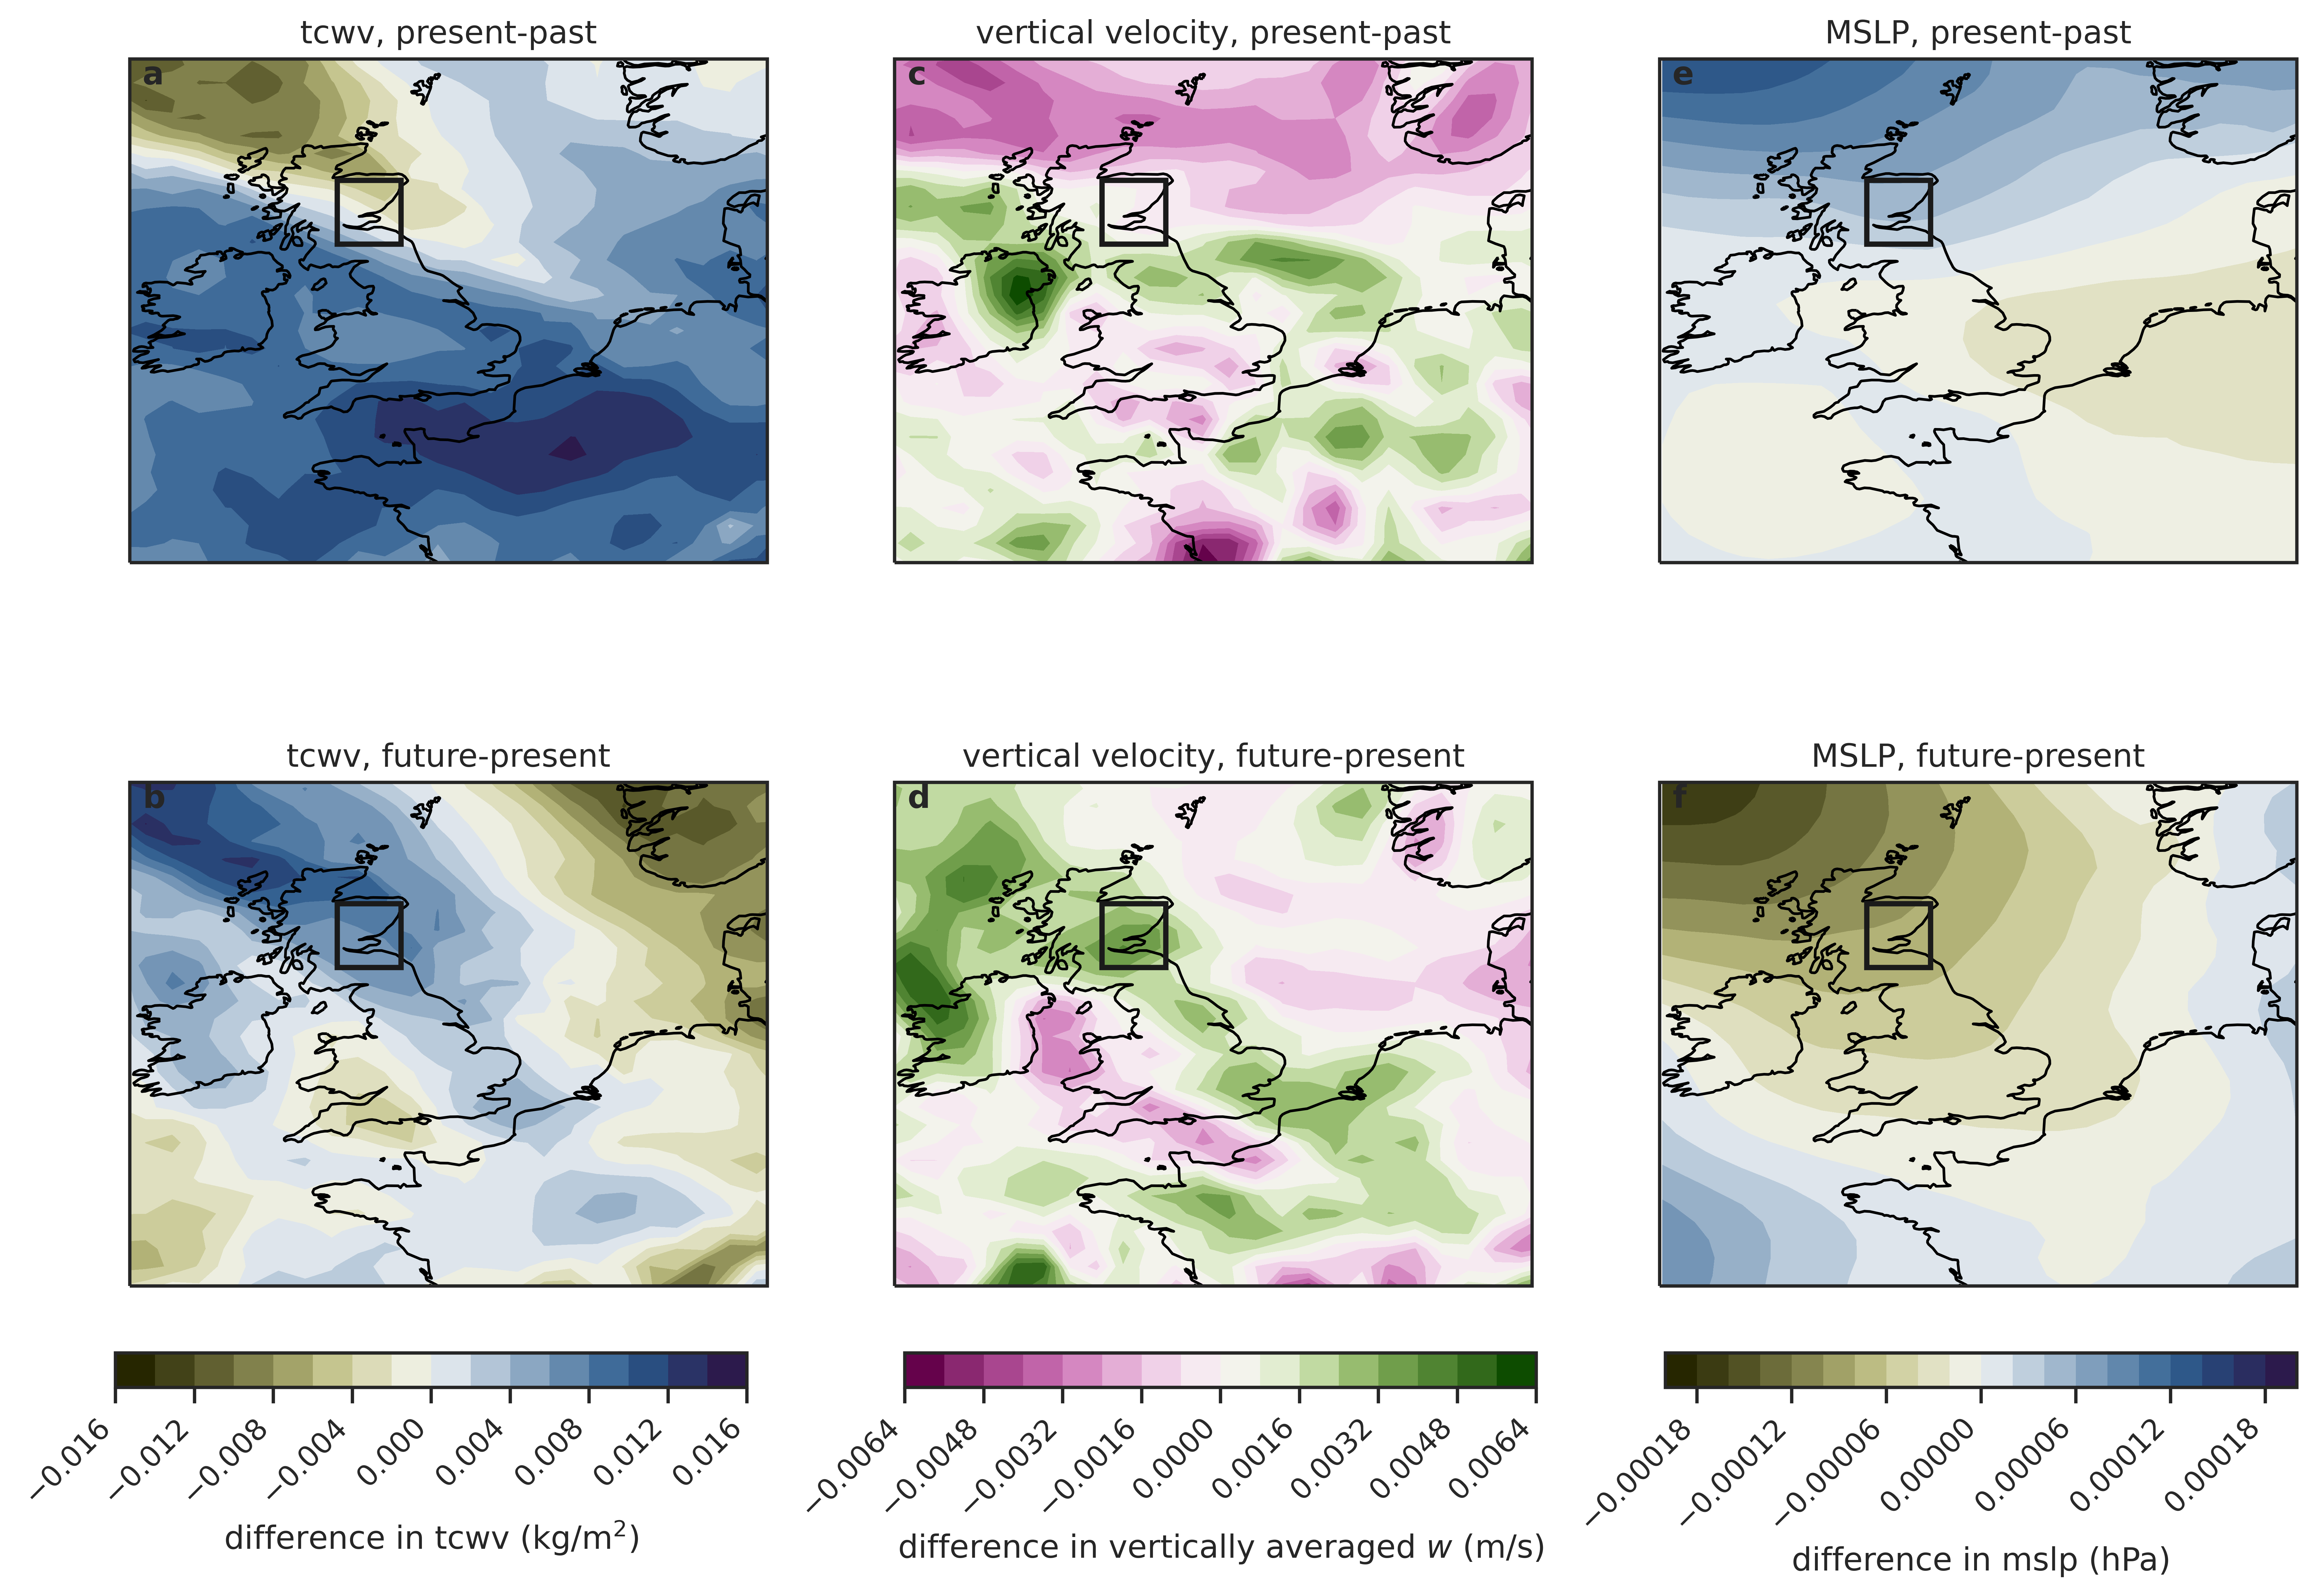 tcwv, present-past
vertical velocity, present-past
MSLP, present-past
a
c
e
tcwv, future-present
vertical velocity, future-present
MSLP, future-present
b
d
f
−0.016
−0.012
−0.008
−0.004
0.000
0.004
0.008
0.012
0.016
difference in tcwv (kg/m²)
−0.0064
−0.0048
−0.0032
−0.0016
0.0000
0.0016
0.0032
0.0048
0.0064
difference in vertically averaged w (m/s)
−0.00018
−0.00012
−0.00006
0.00000
0.00006
0.00012
0.00018
difference in mslp (hPa)